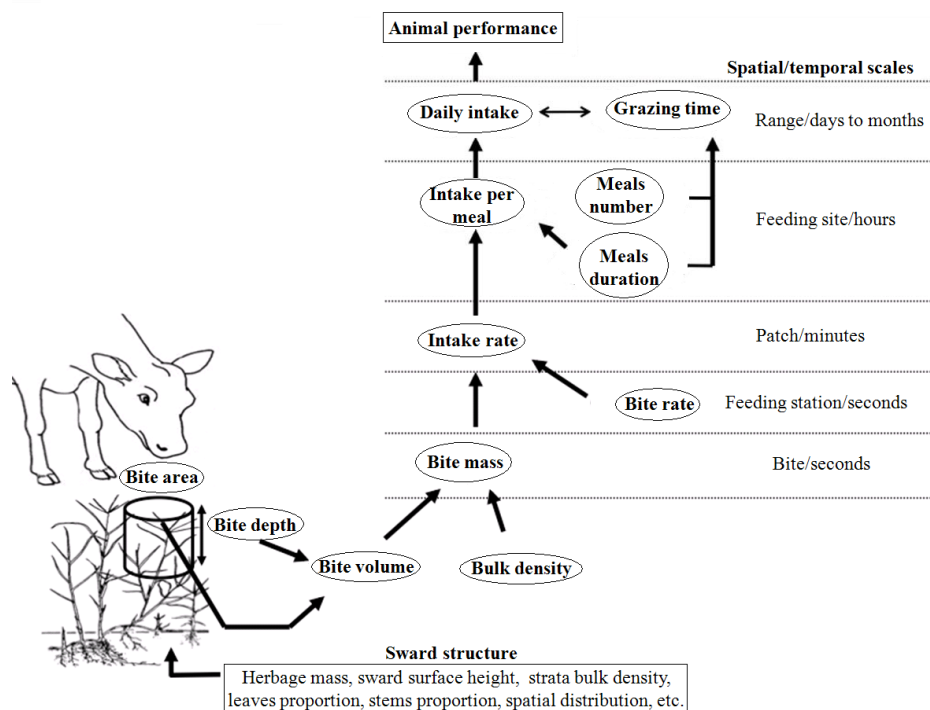 Animal performance
Spatial/temporal scales
Daily intake
Grazing time
Range/days to months
Intake per
meal
Meals
number
Feeding site/hours
Meals
duration
Intake rate
Patch/minutes
Bite rate
Feeding station/seconds
Bite mass
Bite/seconds
Bite area
Bite depth
Bite volume
Bulk density
Sward structure
Herbage mass, sward surface height, strata bulk density,
leaves proportion, stems proportion, spatial distribution, etc.